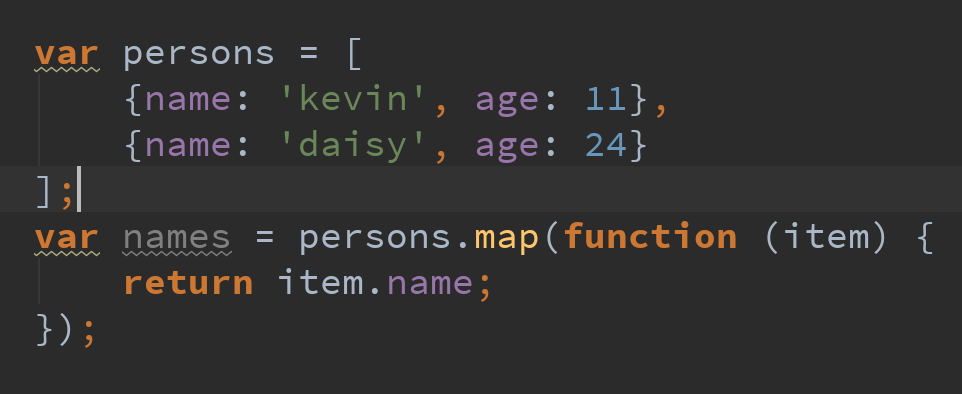 var persons = [
    {name: 'kevin', age: 11},
    {name: 'daisy', age: 24}
];
var names = persons.map(function (item) {
    return item.name;
});